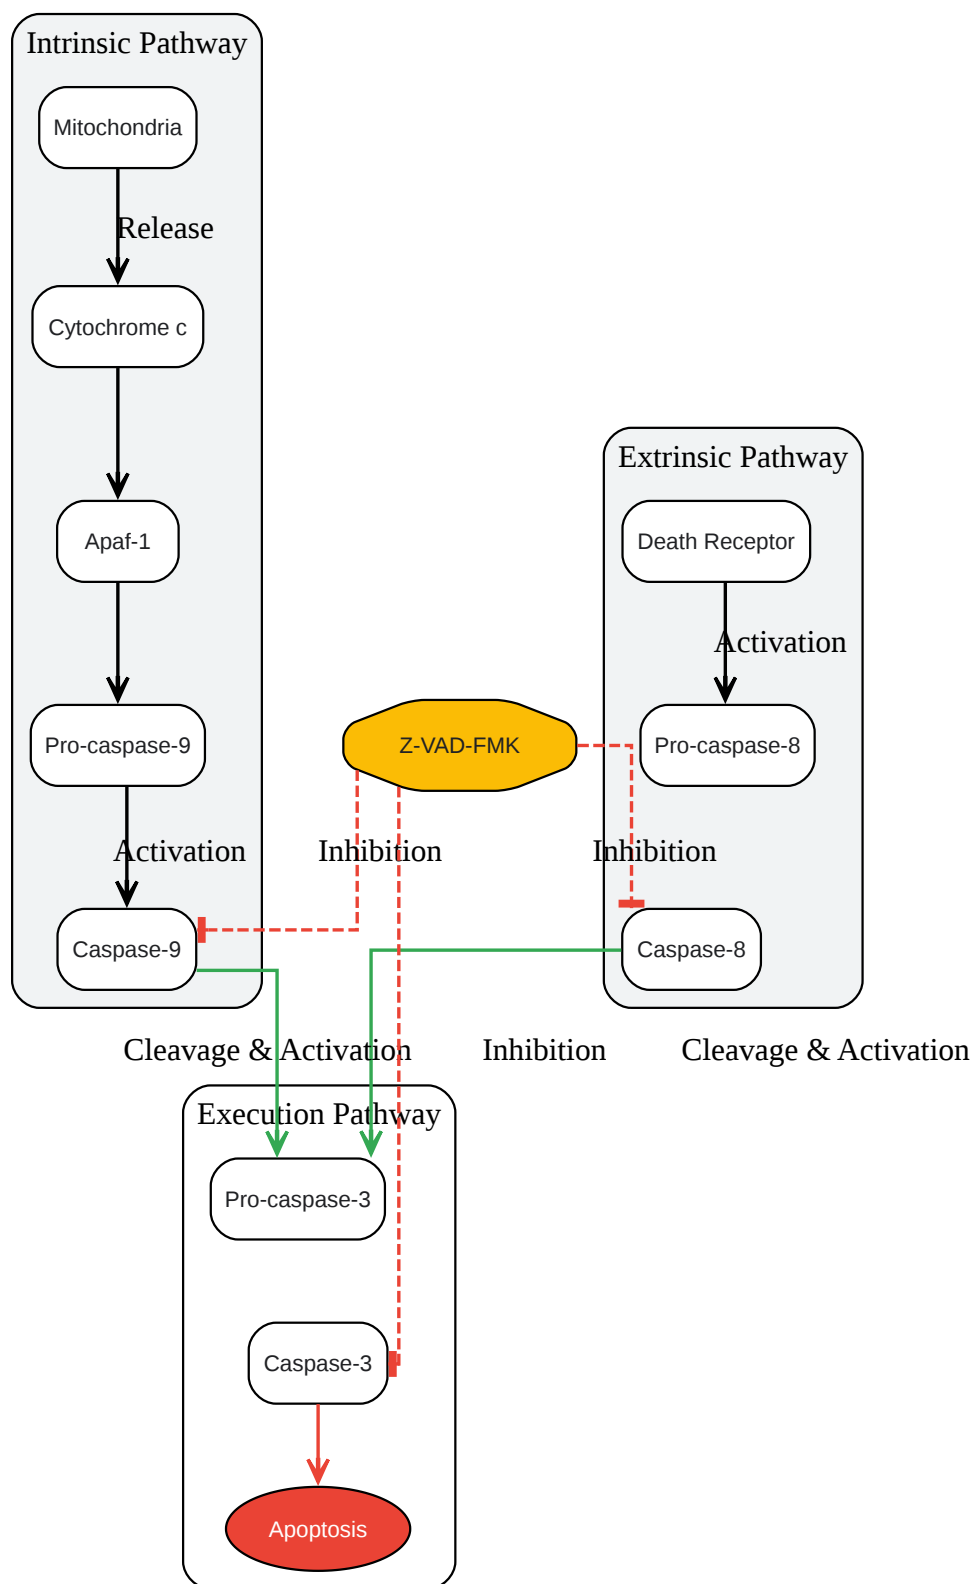 Intrinsic Pathway
Mitochondria
Release
Cytochrome c
Apaf-1
Pro-caspase-9
Activation
Caspase-9
Extrinsic Pathway
Death Receptor
Activation
Pro-caspase-8
Z-VAD-FMK
Inhibition
Inhibition
Caspase-8
Cleavage & Activation
Inhibition
Cleavage & Activation
Execution Pathway
Pro-caspase-3
Caspase-3
Apoptosis